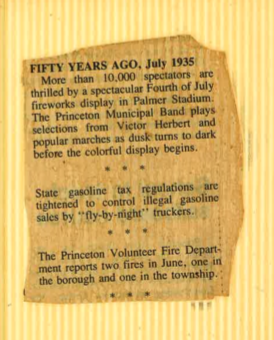 FIFTY YEARS AGO, July 1935
More than 10,000 spectators are
thrilled by a spectacular Fourth of July
fireworks display in Palmer Stadium.
The Princeton Municipal Band plays
selections from Victor Herbert and
popular marches as dusk turns to dark
before the colorful display begins.
* * *
State gasoline tax regulations are
tightened to control illegal gasoline
sales by "fly-by-night" truckers.
* * *
The Princeton Volunteer Fire Depart-
ment reports two fires in June, one in
the borough and one in the township.
* * *